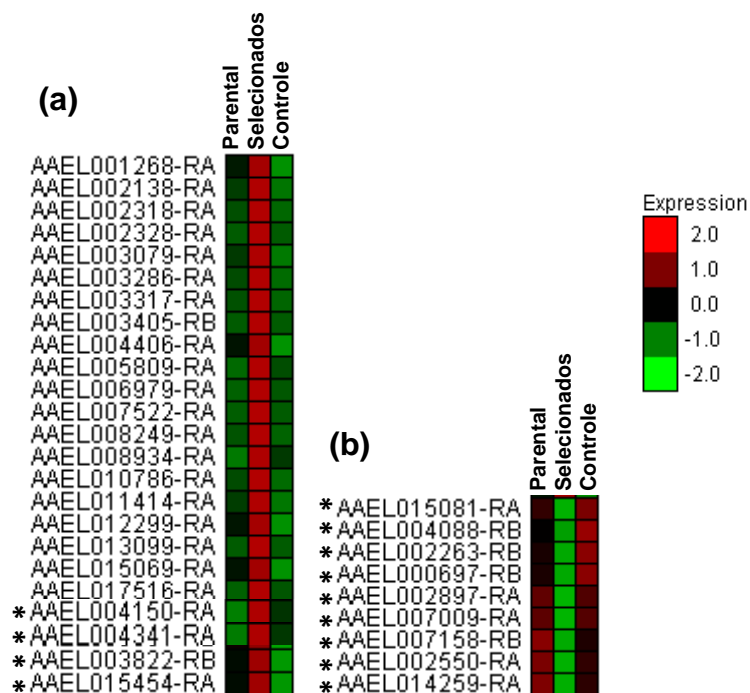 (a)
Parental
Selecionados
Controle
AAEL001268-RA
AAEL002138-RA
AAEL002318-RA
AAEL002328-RA
AAEL003079-RA
AAEL003286-RA
AAEL003317-RA
AAEL003405-RB
AAEL004406-RA
AAEL005809-RA
AAEL006979-RA
AAEL007522-RA
AAEL008249-RA
AAEL008934-RA
AAEL010786-RA
AAEL011414-RA
AAEL012299-RA
AAEL013099-RA
AAEL015069-RA
AAEL017516-RA
* AAEL004150-RA
* AAEL004341-RA
* AAEL003822-RB
* AAEL015454-RA
(b)
Parental
Selecionados
Controle
* AAEL015081-RA
* AAEL004088-RB
* AAEL002263-RB
* AAEL000697-RB
* AAEL002897-RA
* AAEL007009-RA
* AAEL007158-RB
* AAEL002550-RA
* AAEL014259-RA
Expression
2.0
1.0
0.0
-1.0
-2.0